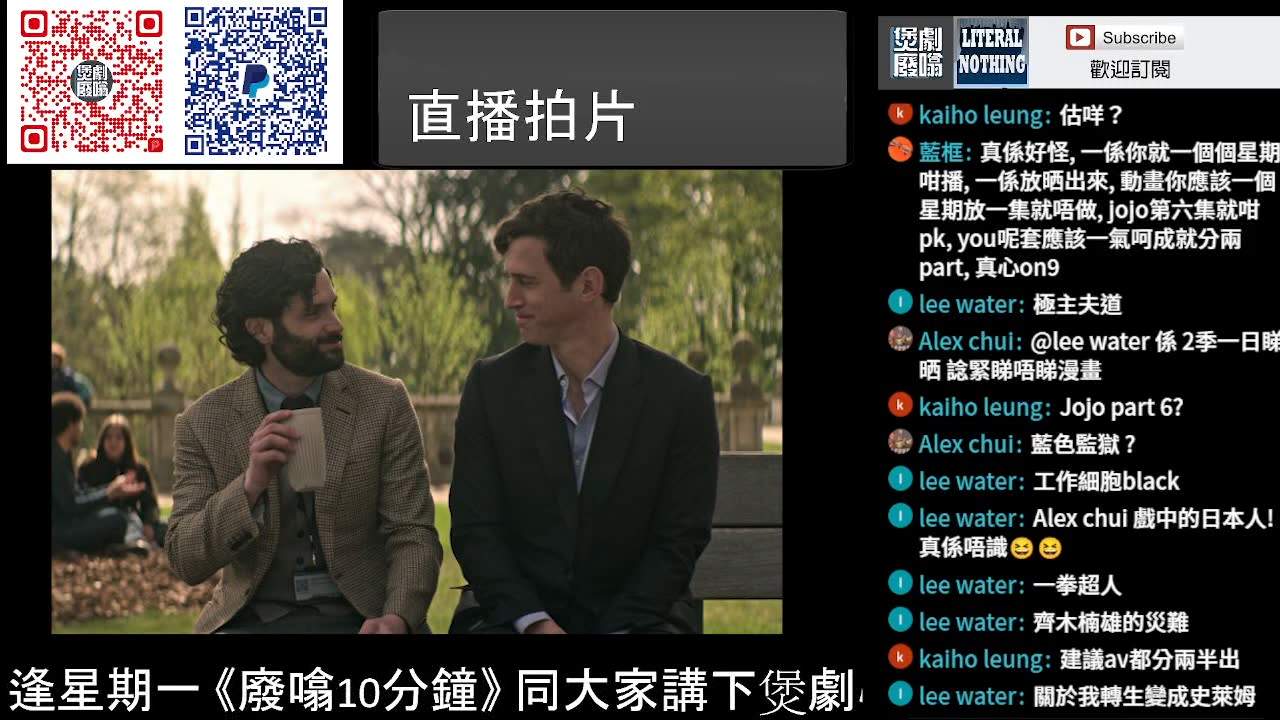 直播拍片
煲劇
廢噏
煲劇
廢噏
LITERAL
NOTHING
Subscribe
歡迎訂閱
kaiho leung: 估咩？
藍框: 真係好怪, 一係你就一個個星期
咁播, 一係放晒出來, 動畫你應該一個
星期放一集就唔做, jojo第六集就咁
pk, you呢套應該一氣呵成就分兩
part, 真心on9
lee water: 極主夫道
Alex chui: @lee water 係 2季一日睇
晒 諗緊睇唔睇漫畫
kaiho leung: Jojo part 6?
Alex chui: 藍色監獄 ?
lee water: 工作細胞black
lee water: Alex chui 戲中的日本人!
真係唔識😆😆
lee water: 一拳超人
lee water: 齊木楠雄的災難
kaiho leung: 建議av都分兩半出
lee water: 關於我轉生變成史萊姆
逢星期一《廢噏10分鐘》同大家講下煲劇